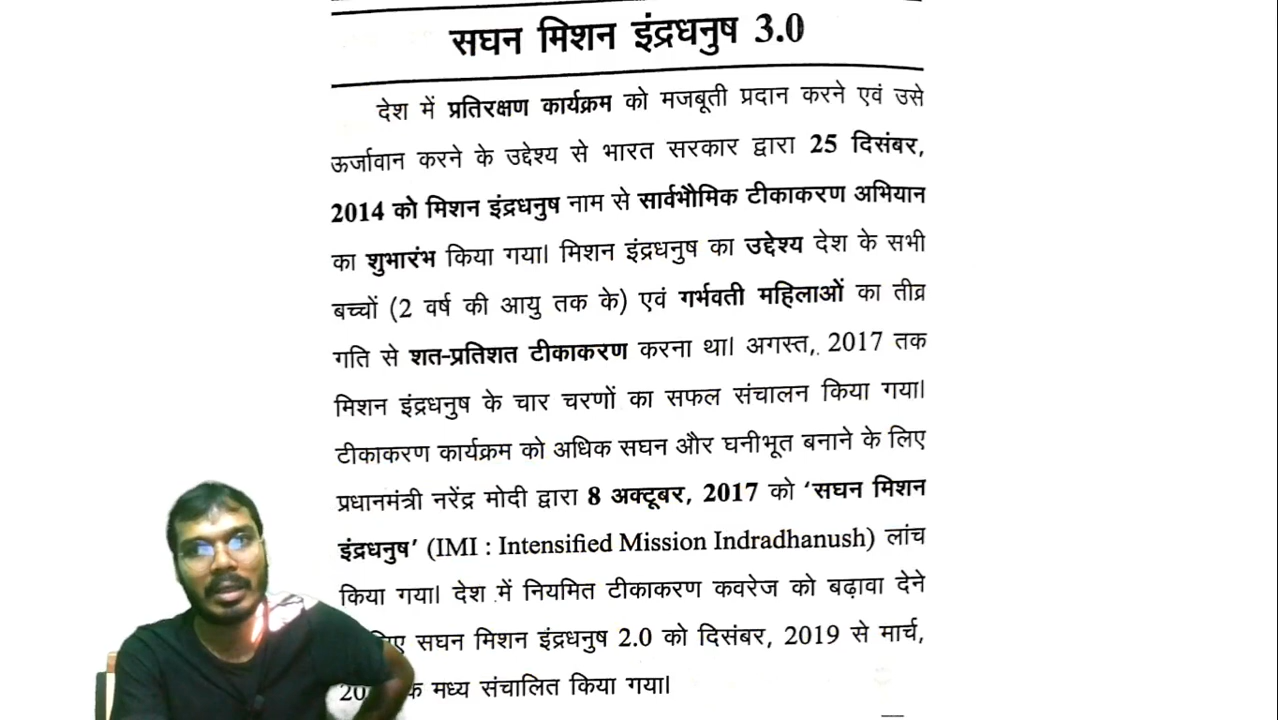 सघन मिशन इंद्रधनुष 3.0
देश में प्रतिरक्षण कार्यक्रम को मजबूती प्रदान करने एवं उसे
ऊर्जावान करने के उद्देश्य से भारत सरकार द्वारा 25 दिसंबर,
2014 को मिशन इंद्रधनुष नाम से सार्वभौमिक टीकाकरण अभियान
का शुभारंभ किया गया। मिशन इंद्रधनुष का उद्देश्य देश के सभी
बच्चों (2 वर्ष की आयु तक के) एवं गर्भवती महिलाओं का तीव्र
गति से शत-प्रतिशत टीकाकरण करना था। अगस्त, 2017 तक
मिशन इंद्रधनुष के चार चरणों का सफल संचालन किया गया।
टीकाकरण कार्यक्रम को अधिक सघन और घनीभूत बनाने के लिए
प्रधानमंत्री नरेंद्र मोदी द्वारा 8 अक्टूबर, 2017 को ‘सघन मिशन
इंद्रधनुष’ (IMI : Intensified Mission Indradhanush) लांच
किया गया। देश में नियमित टीकाकरण कवरेज को बढ़ावा देने
सघन मिशन इंद्रधनुष 2.0 को दिसंबर, 2019 से मार्च,
मध्य संचालित किया गया।